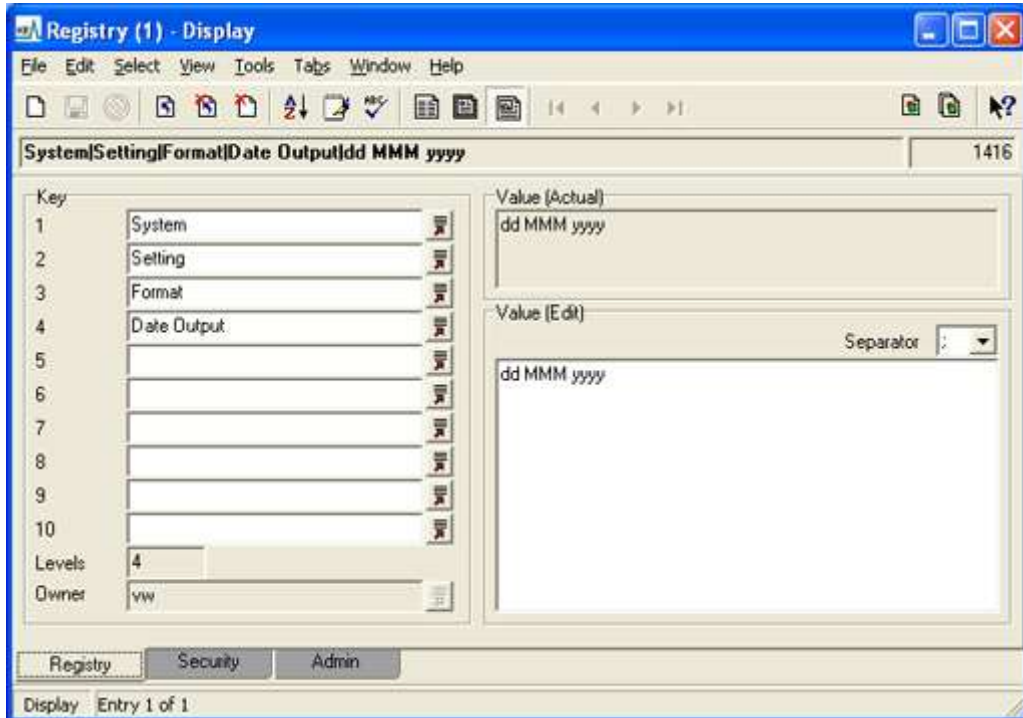 Registry (1) - Display
File Edit Select View Tools Tabs Window Help
System|Setting|Format|Date Output|dd MMM yyyy 1416
Key
1 System
2 Setting
3 Format
4 Date Output
5
6
7
8
9
10
Levels 4
Owner vw
Value (Actual)
dd MMM yyyy
Value (Edit)
Separator ;
dd MMM yyyy
Registry Security Admin
Display Entry 1 of 1